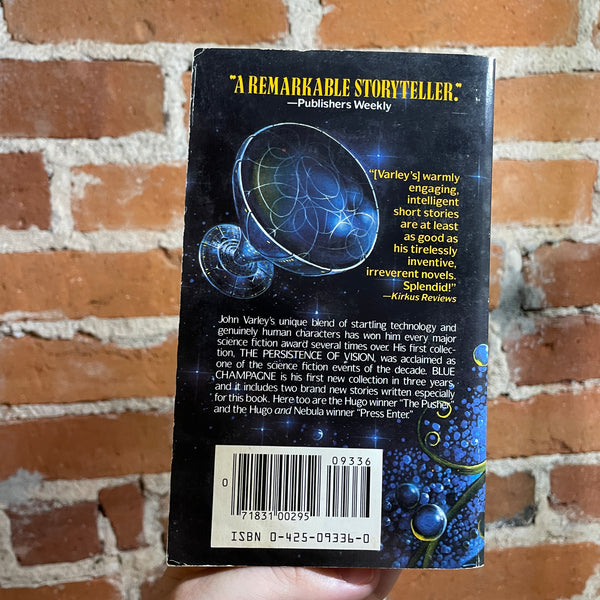 "A REMARKABLE STORYTELLER."
—Publishers Weekly
"[Varley's] warmly
engaging,
intelligent
short stories
are at least
as good as
his tirelessly
inventive,
irreverent novels.
Splendid!"
—Kirkus Reviews
John Varley's unique blend of startling technology and
genuinely human characters has won him every major
science fiction award several times over. His first collec-
tion, THE PERSISTENCE OF VISION, was acclaimed as
one of the science fiction events of the decade. BLUE
CHAMPAGNE is his first new collection in three years,
and it includes two brand new stories written especially
for this book. Here too are the Hugo winner "The Pusher"
and the Hugo and Nebula winner "Press Enter."
09336
0
71831 00295
ISBN 0-425-09336-0